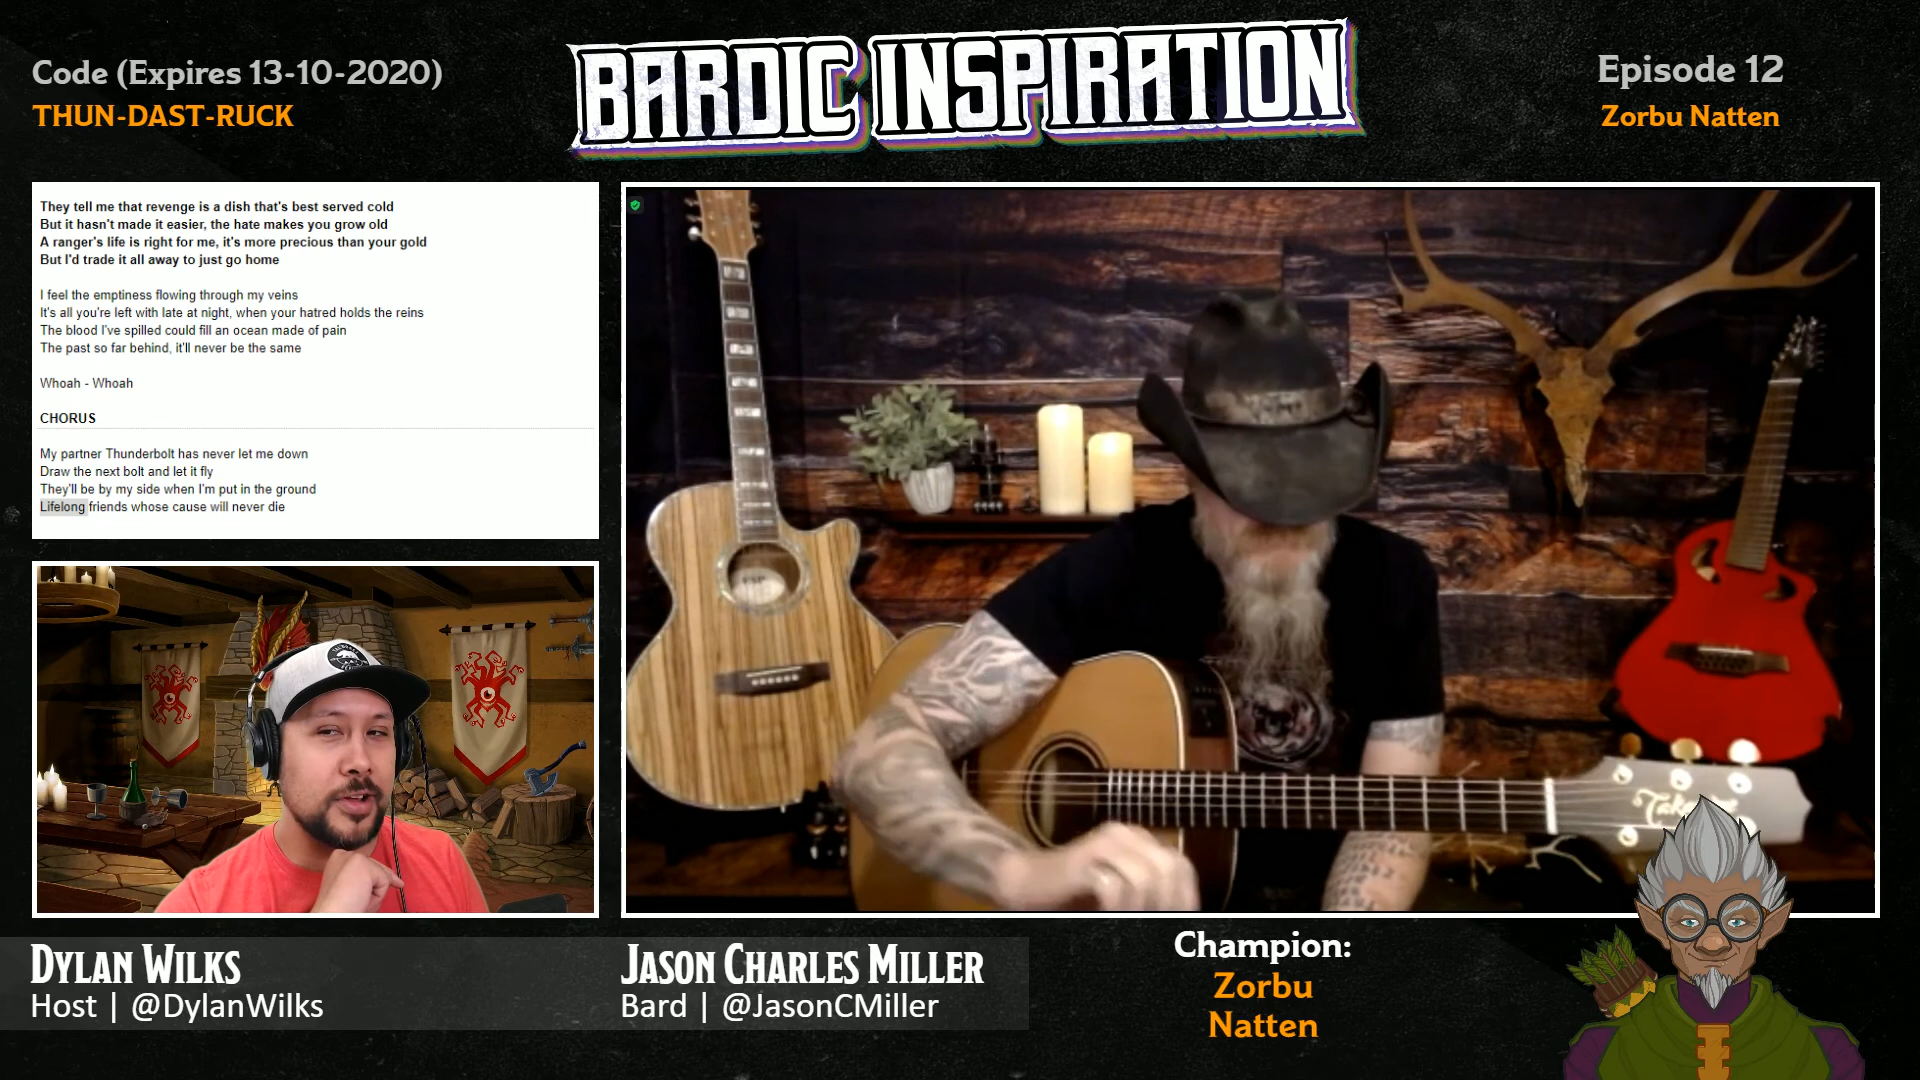 Code (Expires 13-10-2020)
THUN-DAST-RUCK
BARDIC INSPIRATION
Episode 12
Zorbu Natten
They tell me that revenge is a dish that's best served cold
But it hasn't made it easier, the hate makes you grow old
A ranger's life is right for me, it's more precious than your gold
But I'd trade it all away to just go home
I feel the emptiness flowing through my veins
It's all you're left with late at night, when your hatred holds the reins
The blood I've spilled could fill an ocean made of pain
The past so far behind, it'll never be the same
Whoah - Whoah
CHORUS
My partner Thunderbolt has never let me down
Draw the next bolt and let it fly
They'll be by my side when I'm put in the ground
Lifelong friends whose cause will never die
DYLAN WILKS
Host | @DylanWilks
JASON CHARLES MILLER
Bard | @JasonCMiller
Champion:
Zorbu
Natten